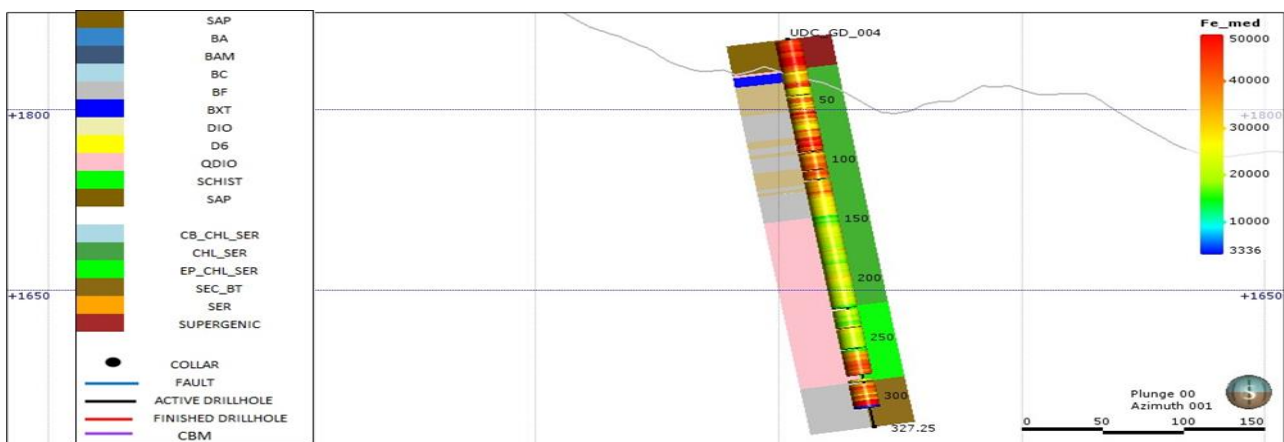 SAP
BA
BAM
BC
BF
BXT
DIO
D6
QDIO
SCHIST
SAP
CB_CHL_SER
CHL_SER
EP_CHL_SER
SEC_BT
SER
SUPERGENIC
COLLAR
FAULT
ACTIVE DRILLHOLE
FINISHED DRILLHOLE
CBM
+1800
+1650
UDC_GD_004
50
100
150
200
250
300
327.25
Fe_med
50000
40000
30000
20000
10000
3336
+1800
+1650
Plunge 00
Azimuth 001
S
0 50 100 150